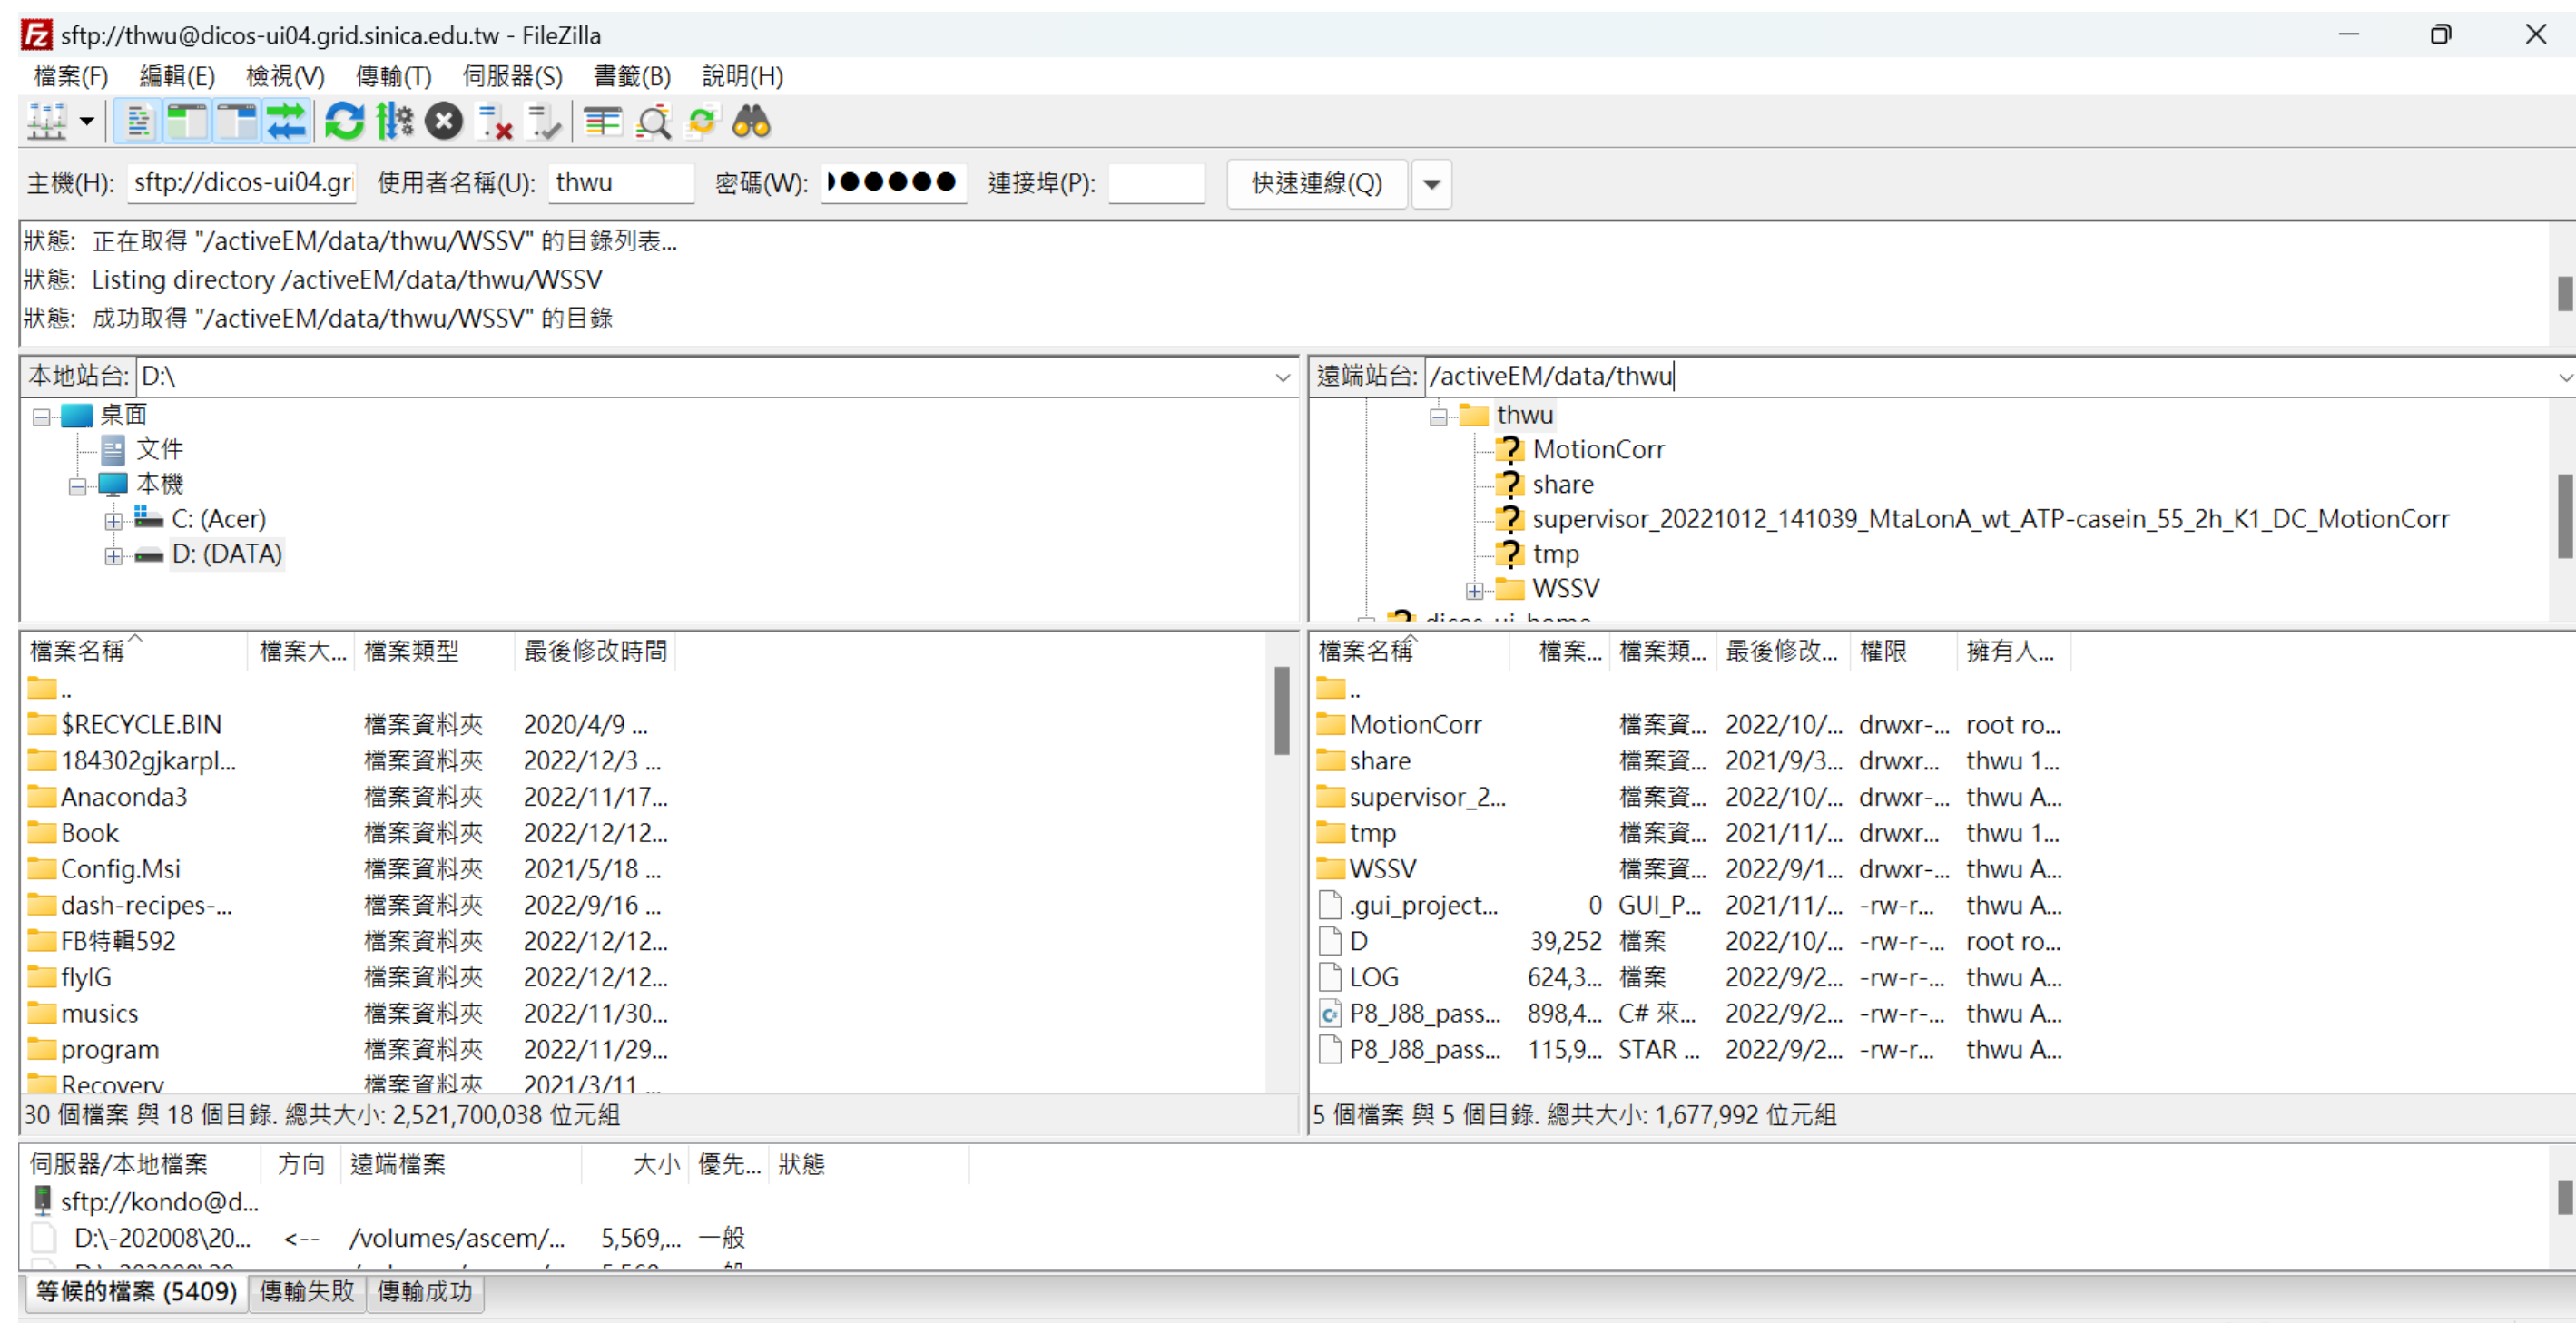 sftp://thwu@dicos-ui04.grid.sinica.edu.tw - FileZilla
檔案(F) 編輯(E) 檢視(V) 傳輸(T) 伺服器(S) 書籤(B) 說明(H)
主機(H): sftp://dicos-ui04.gri 使用者名稱(U): thwu 密碼(W): ●●●●●● 連接埠(P): 快速連線(Q)
狀態: 正在取得 "/activeEM/data/thwu/WSSV" 的目錄列表...
狀態: Listing directory /activeEM/data/thwu/WSSV
狀態: 成功取得 "/activeEM/data/thwu/WSSV" 的目錄
本地站台: D:\
桌面
文件
本機
C: (Acer)
D: (DATA)
遠端站台: /activeEM/data/thwu
thwu
MotionCorr
share
supervisor_20221012_141039_MtaLonA_wt_ATP-casein_55_2h_K1_DC_MotionCorr
tmp
WSSV
檔案名稱 檔案大... 檔案類型 最後修改時間
..
$RECYCLE.BIN 檔案資料夾 2020/4/9 ...
184302gjkarpl... 檔案資料夾 2022/12/3 ...
Anaconda3 檔案資料夾 2022/11/17...
Book 檔案資料夾 2022/12/12...
Config.Msi 檔案資料夾 2021/5/18 ...
dash-recipes-... 檔案資料夾 2022/9/16 ...
FB特輯592 檔案資料夾 2022/12/12...
flyIG 檔案資料夾 2022/12/12...
musics 檔案資料夾 2022/11/30...
program 檔案資料夾 2022/11/29...
Recovery 檔案資料夾 2021/3/11 ...
30 個檔案 與 18 個目錄. 總共大小: 2,521,700,038 位元組
檔案名稱 檔案... 檔案類... 最後修改... 權限 擁有人...
..
MotionCorr 檔案資... 2022/10/... drwxr-... root ro...
share 檔案資... 2021/9/3... drwxr... thwu 1...
supervisor_2... 檔案資... 2022/10/... drwxr-... thwu A...
tmp 檔案資... 2021/11/... drwxr... thwu 1...
WSSV 檔案資... 2022/9/1... drwxr-... thwu A...
.gui_project... 0 GUI_P... 2021/11/... -rw-r... thwu A...
D 39,252 檔案 2022/10/... -rw-r-... root ro...
LOG 624,3... 檔案 2022/9/2... -rw-r-... thwu A...
P8_J88_pass... 898,4... C# 來... 2022/9/2... -rw-r-... thwu A...
P8_J88_pass... 115,9... STAR ... 2022/9/2... -rw-r... thwu A...
5 個檔案 與 5 個目錄. 總共大小: 1,677,992 位元組
伺服器/本地檔案 方向 遠端檔案 大小 優先... 狀態
sftp://kondo@d...
D:\-202008\20... <-- /volumes/ascem/... 5,569,... 一般
等候的檔案 (5409) 傳輸失敗 傳輸成功